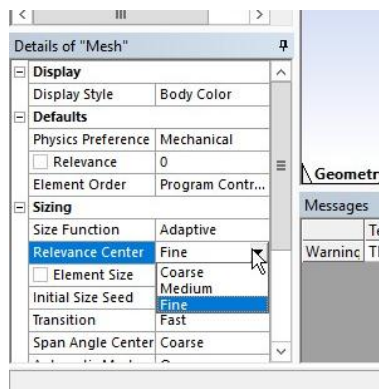 Details of "Mesh"
Display
Display Style Body Color
Defaults
Physics Preference Mechanical
Relevance 0
Element Order Program Contr...
Sizing
Size Function Adaptive
Relevance Center Fine
Element Size Coarse
Medium
Initial Size Seed Fine
Transition Fast
Span Angle Center Coarse
Geometr
Messages
Te
Warning